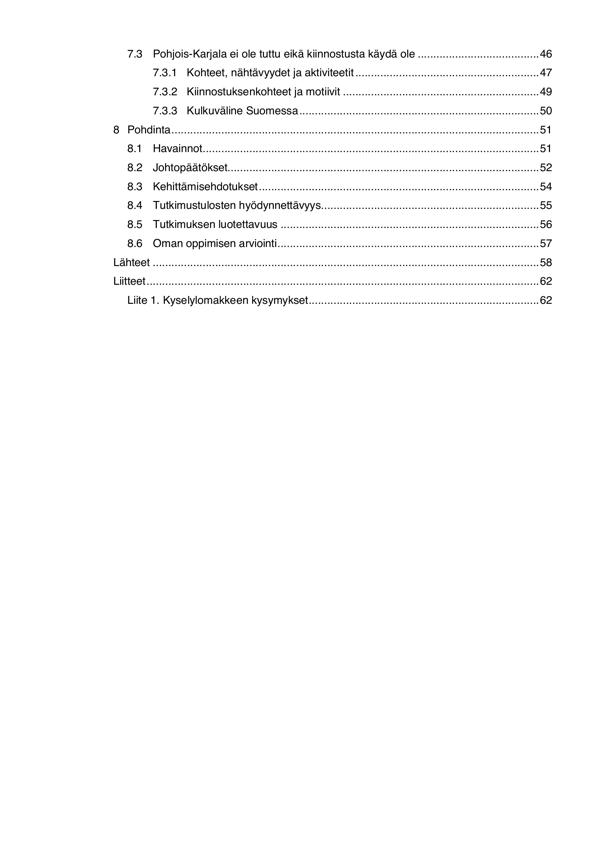 7.3 Pohjois-Karjala ei ole tuttu eikä kiinnostusta käydä ole .......................................46
7.3.1 Kohteet, nähtävyydet ja aktiviteetit...........................................................47
7.3.2 Kiinnostuksenkohteet ja motiivit ...............................................................49
7.3.3 Kulkuväline Suomessa.............................................................................50
8 Pohdinta......................................................................................................................51
8.1 Havainnot............................................................................................................51
8.2 Johtopäätökset....................................................................................................52
8.3 Kehittämisehdotukset..........................................................................................54
8.4 Tutkimustulosten hyödynnettävyys......................................................................55
8.5 Tutkimuksen luotettavuus ...................................................................................56
8.6 Oman oppimisen arviointi....................................................................................57
Lähteet ............................................................................................................................58
Liitteet..............................................................................................................................62
Liite 1. Kyselylomakkeen kysymykset..........................................................................62